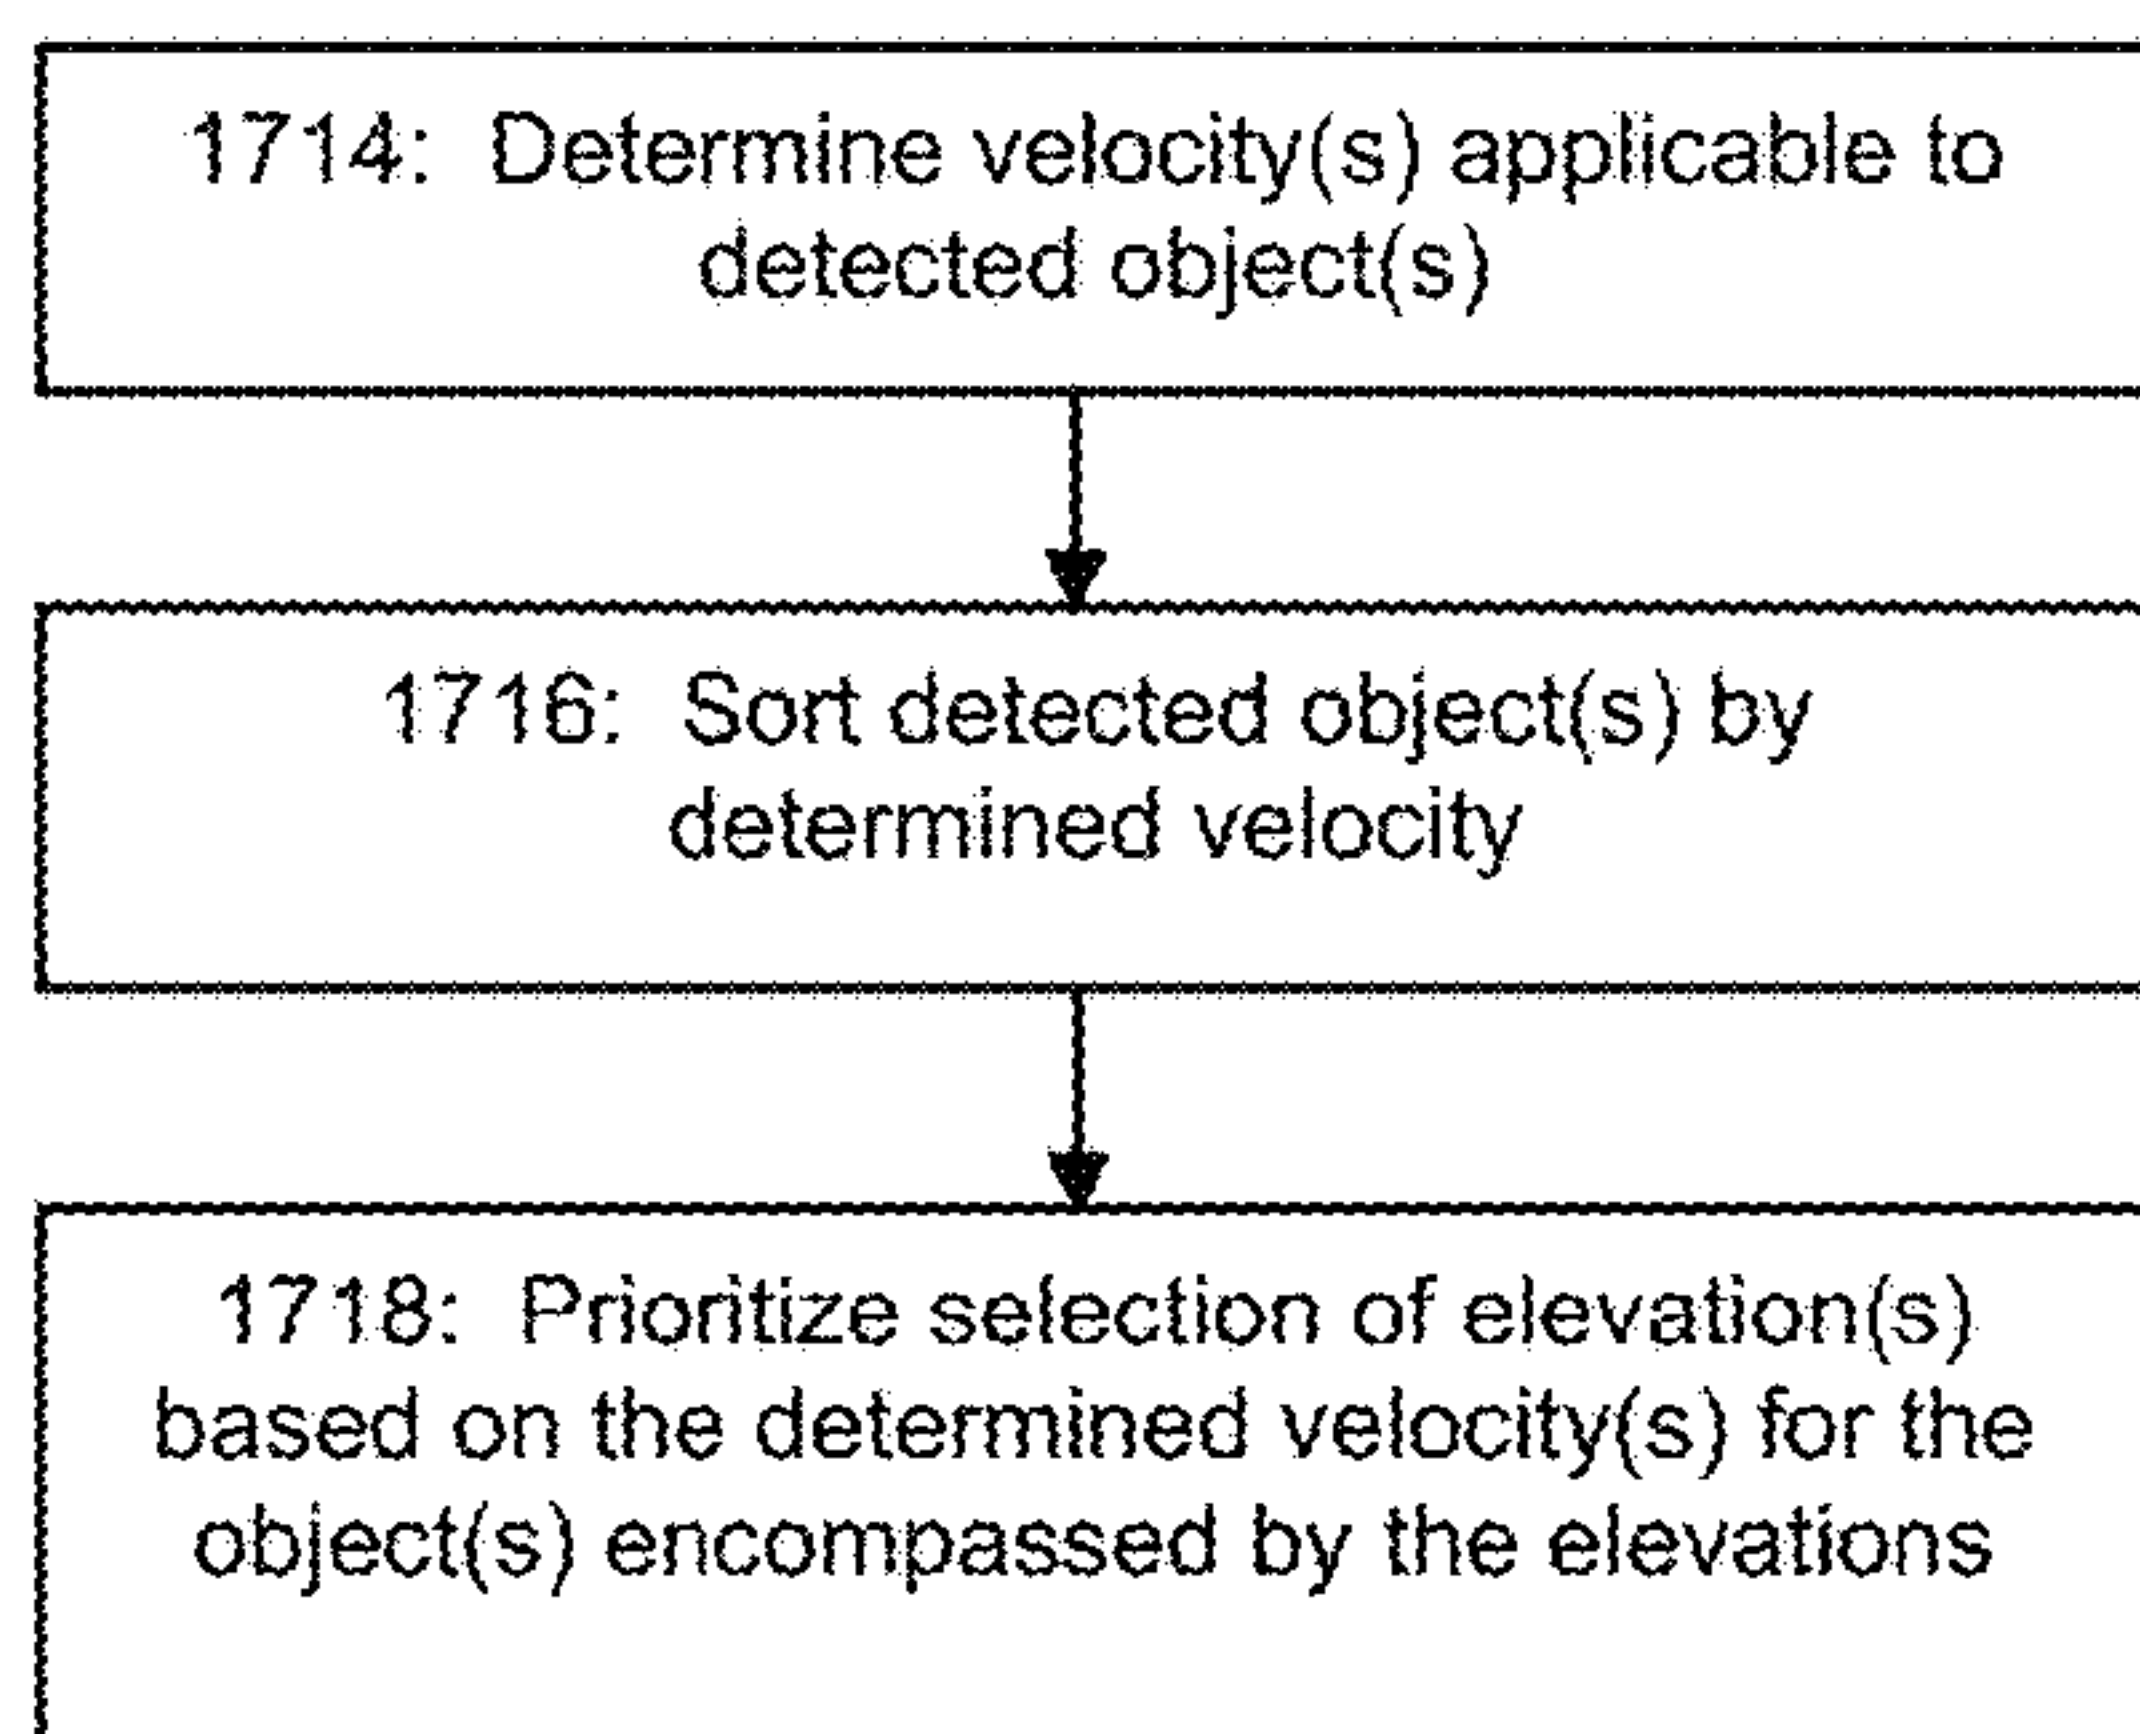 1714: Determine velocity(s) applicable to
detected object(s)
1716: Sort detected object(s) by
determined velocity
1718: Prioritize selection of elevation(s)
based on the determined velocity(s) for the
object(s) encompassed by the elevations